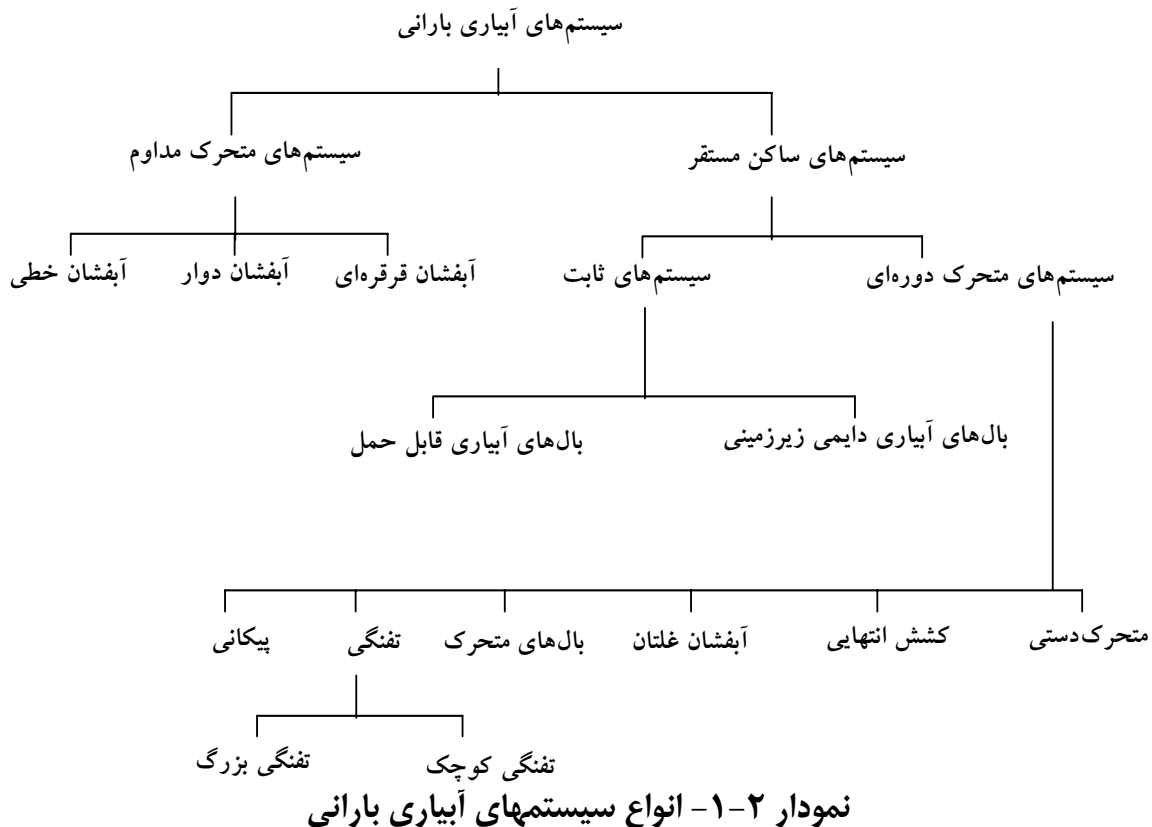 سیستم‌های آبیاری بارانی
سیستم‌های ساکن مستقر
سیستم‌های متحرک مداوم
سیستم‌های متحرک دوره‌ای
سیستم‌های ثابت
آبفشان قرقره‌ای
آبفشان دوار
آبفشان خطی
بال‌های آبیاری دایمی زیرزمینی
بال‌های آبیاری قابل حمل
متحرک‌دستی
کشش انتهایی
آبفشان غلتان
بال‌های متحرک
تفنگی
پیکانی
تفنگی کوچک
تفنگی بزرگ
نمودار ۲-۱- انواع سیستمهای آبیاری بارانی